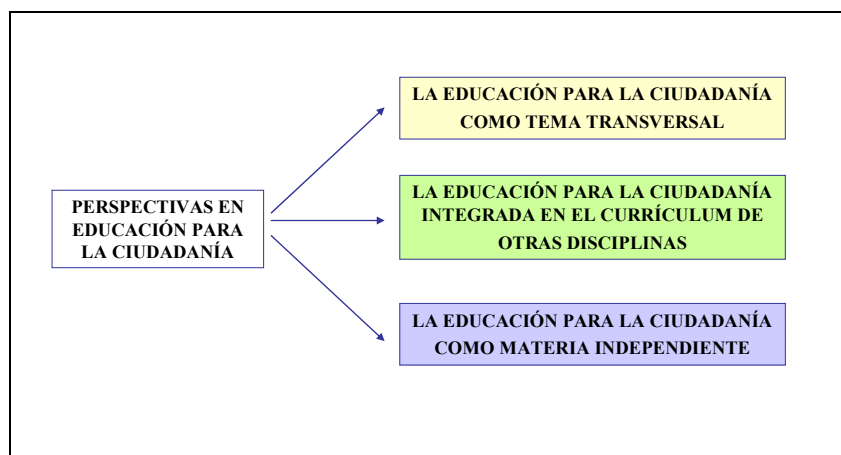 PERSPECTIVAS EN
EDUCACIÓN PARA
LA CIUDADANÍA
LA EDUCACIÓN PARA LA CIUDADANÍA
COMO TEMA TRANSVERSAL
LA EDUCACIÓN PARA LA CIUDADANÍA
INTEGRADA EN EL CURRÍCULUM DE
OTRAS DISCIPLINAS
LA EDUCACIÓN PARA LA CIUDADANÍA
COMO MATERIA INDEPENDIENTE